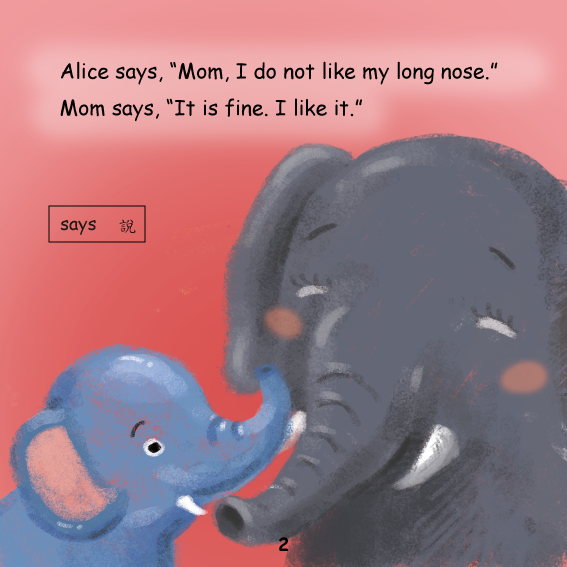 Alice says, “Mom, I do not like my long nose.”
Mom says, “It is fine. I like it.”
says 說
2